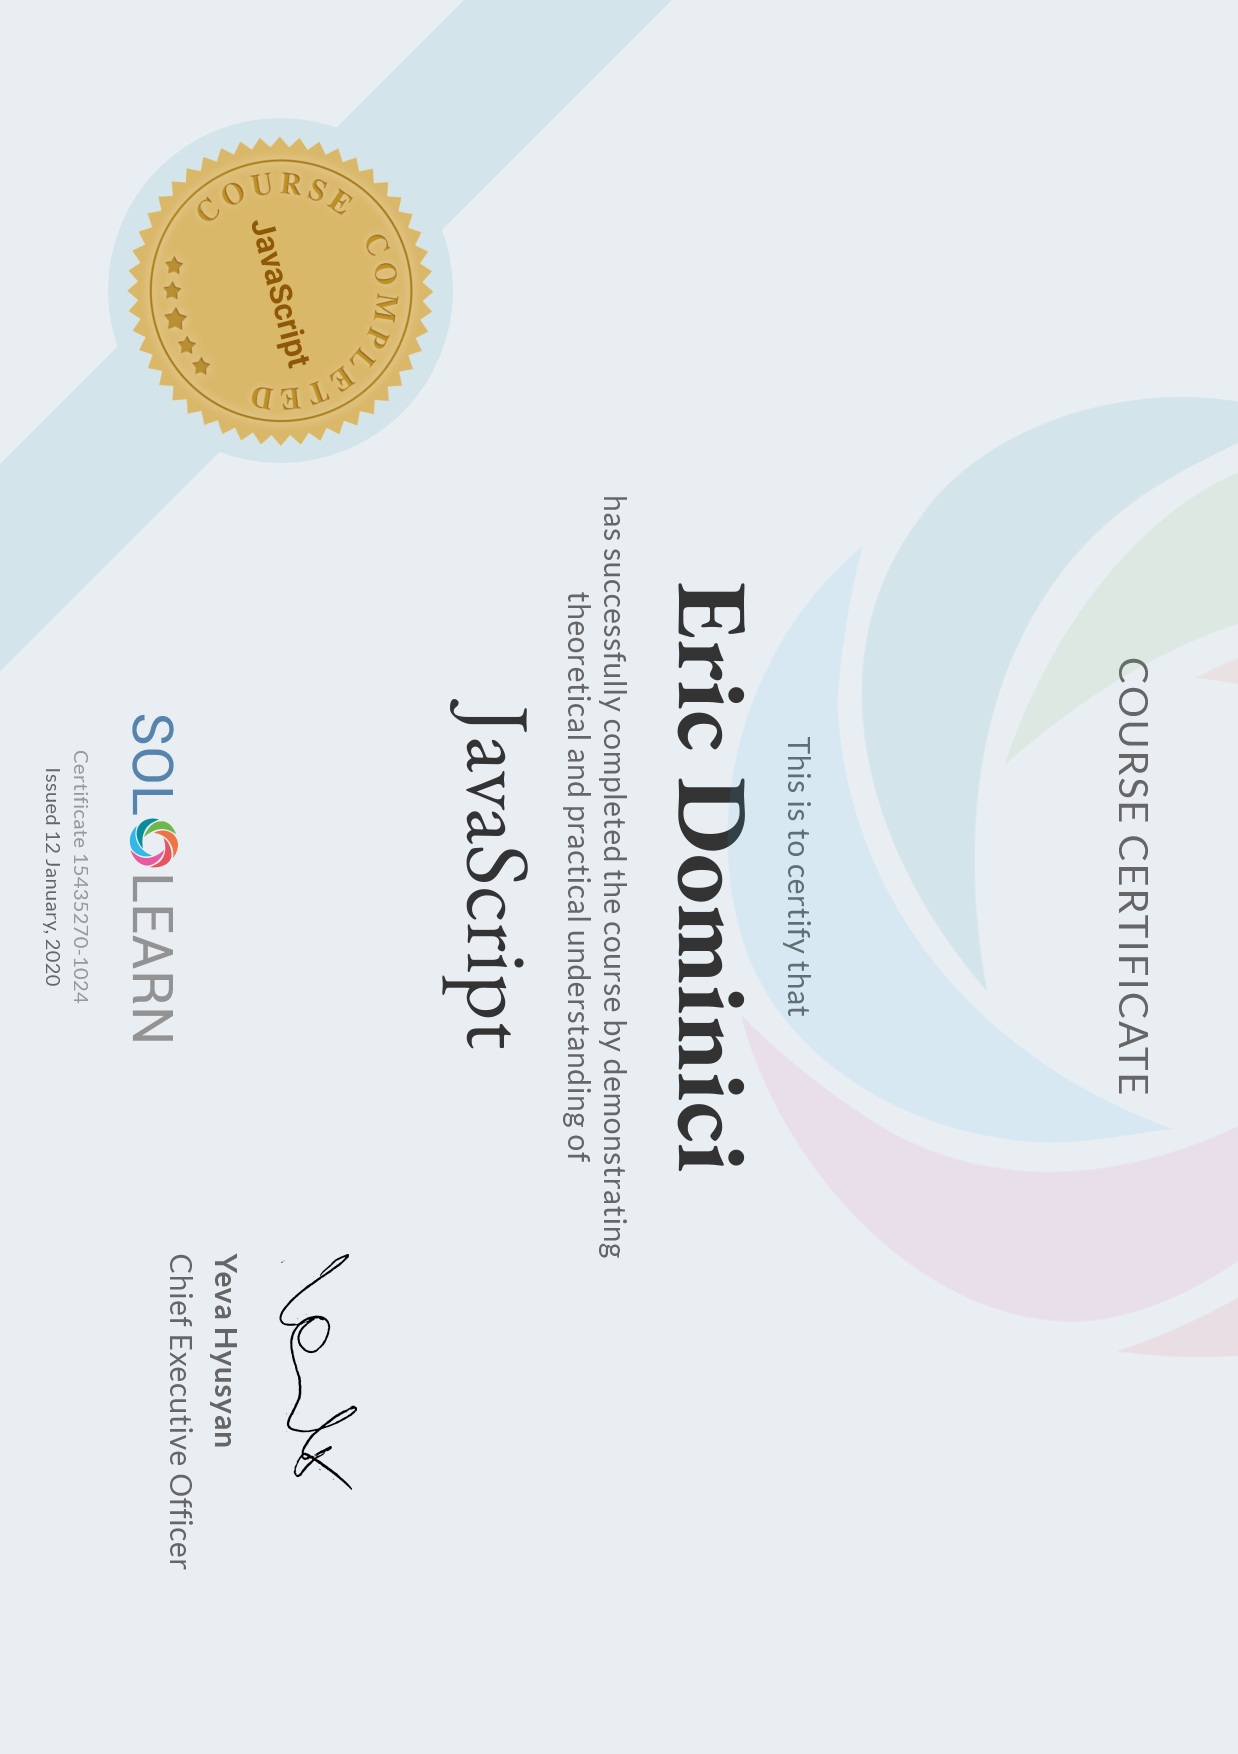 COURSE CERTIFICATE
This is to certify that
Eric Dominici
has successfully completed the course by demonstrating
theoretical and practical understanding of
JavaScript
COURSE COMPLETED
JavaScript
Yeva Hyusyan
Chief Executive Officer
SOLOLEARN
Certificate 15435270-1024
Issued 12 January, 2020